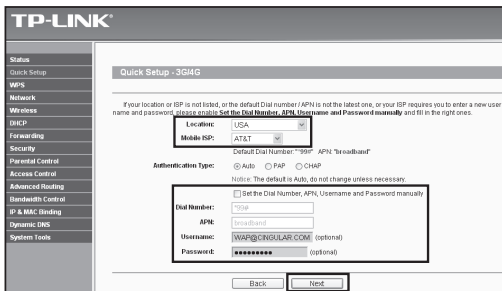 TP-LINK®
Status
Quick Setup
WPS
Network
Wireless
DHCP
Forwarding
Security
Parental Control
Access Control
Advanced Routing
Bandwidth Control
IP & MAC Binding
Dynamic DNS
System Tools
Quick Setup - 3G/4G
If your location or ISP is not listed, or the default Dial number / APN is not the latest one, or your ISP requires you to enter a new user
name and password, please enable Set the Dial Number, APN, Username and Password manually and fill in the right ones.
Location: USA
Mobile ISP: AT&T
Default Dial Number: "*99#" APN: "broadband"
Authentication Type: Auto PAP CHAP
Notice: The default is Auto, do not change unless necessary.
Set the Dial Number, APN, Username and Password manually
Dial Number: *99#
APN: broadband
Username: WAP@CINGULAR.COM (optional)
Password: ●●●●●●●●● (optional)
Back Next